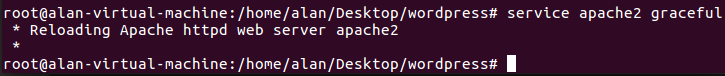 root@alan-virtual-machine:/home/alan/Desktop/wordpress# service apache2 graceful
 * Reloading Apache httpd web server apache2
 *
root@alan-virtual-machine:/home/alan/Desktop/wordpress#